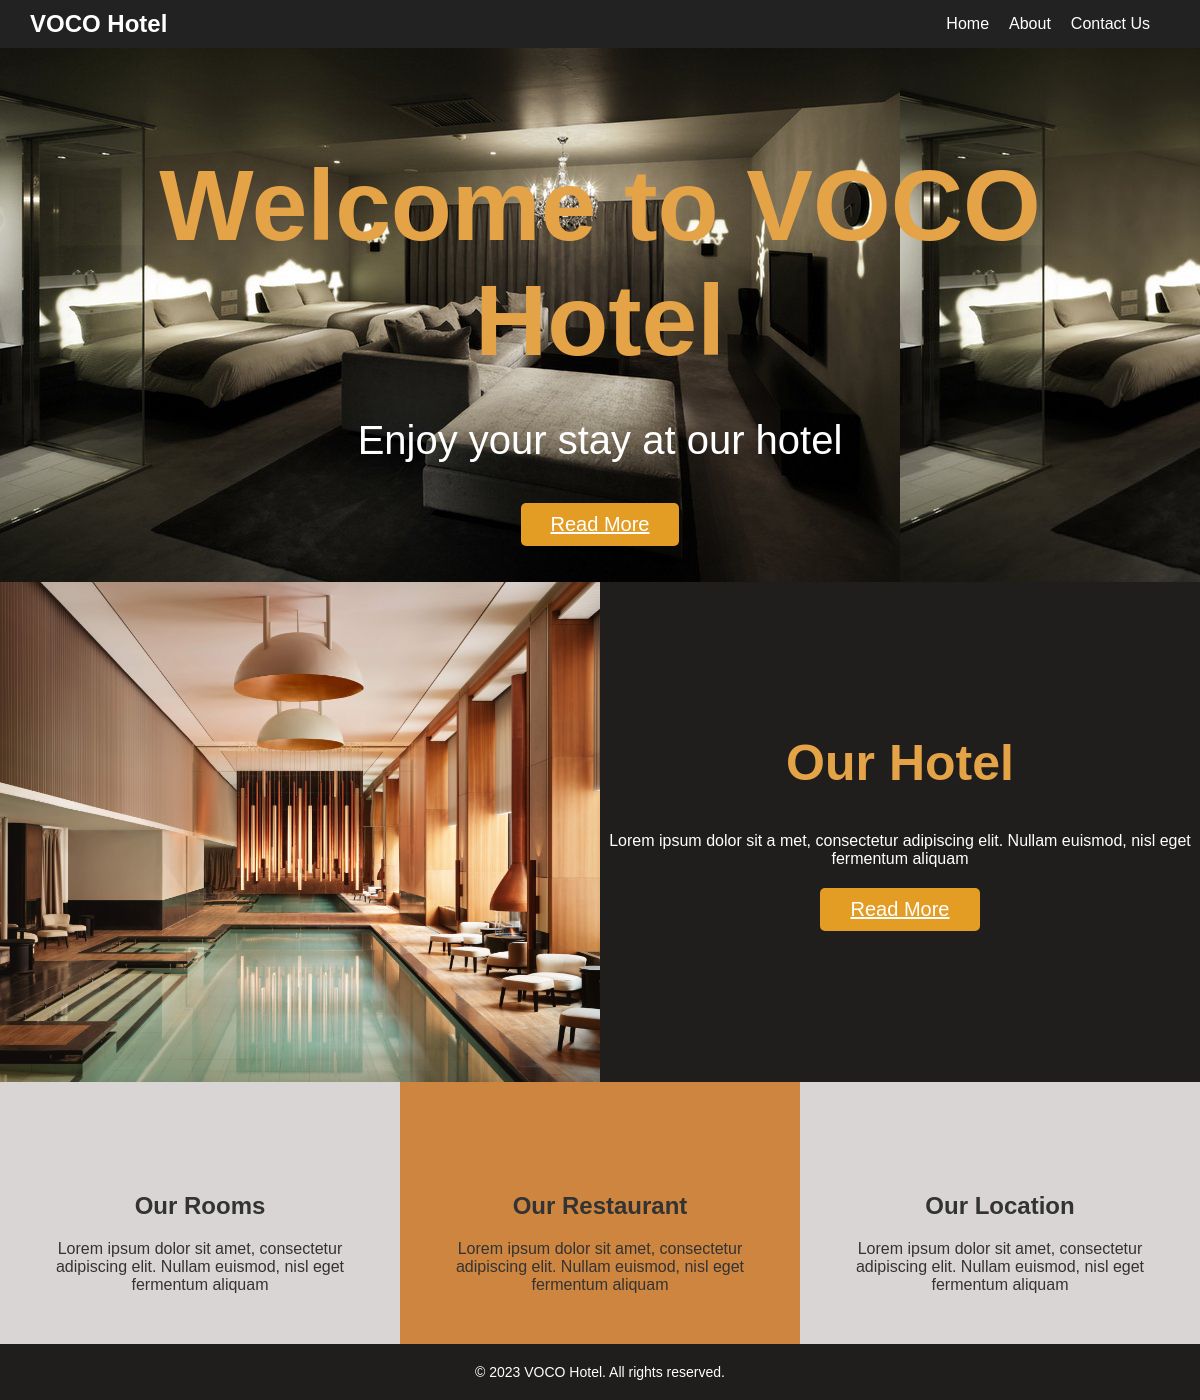 VOCO Hotel
Home About Contact Us
Welcome to VOCO
Hotel
Enjoy your stay at our hotel
Read More
Our Hotel
Lorem ipsum dolor sit a met, consectetur adipiscing elit. Nullam euismod, nisl eget
fermentum aliquam
Read More
Our Rooms
Lorem ipsum dolor sit amet, consectetur
adipiscing elit. Nullam euismod, nisl eget
fermentum aliquam
Our Restaurant
Lorem ipsum dolor sit amet, consectetur
adipiscing elit. Nullam euismod, nisl eget
fermentum aliquam
Our Location
Lorem ipsum dolor sit amet, consectetur
adipiscing elit. Nullam euismod, nisl eget
fermentum aliquam
© 2023 VOCO Hotel. All rights reserved.